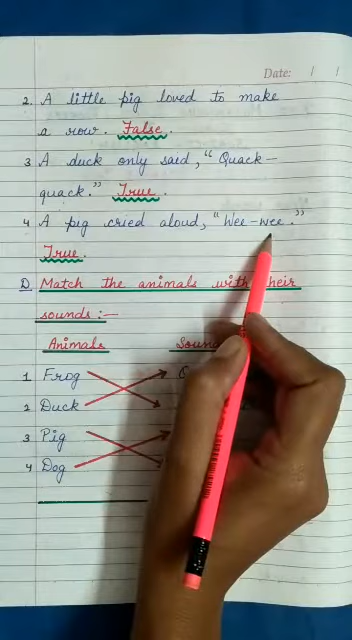 Date: / /
2. A little pig loved to make
a row. False.
3 A duck only said, "Quack-
quack." True.
4 A pig cried aloud, "Wee-wee."
True.
D. Match the animals with their
sounds :-
Animals
1 Frog
2 Duck
3 Pig
4 Dog